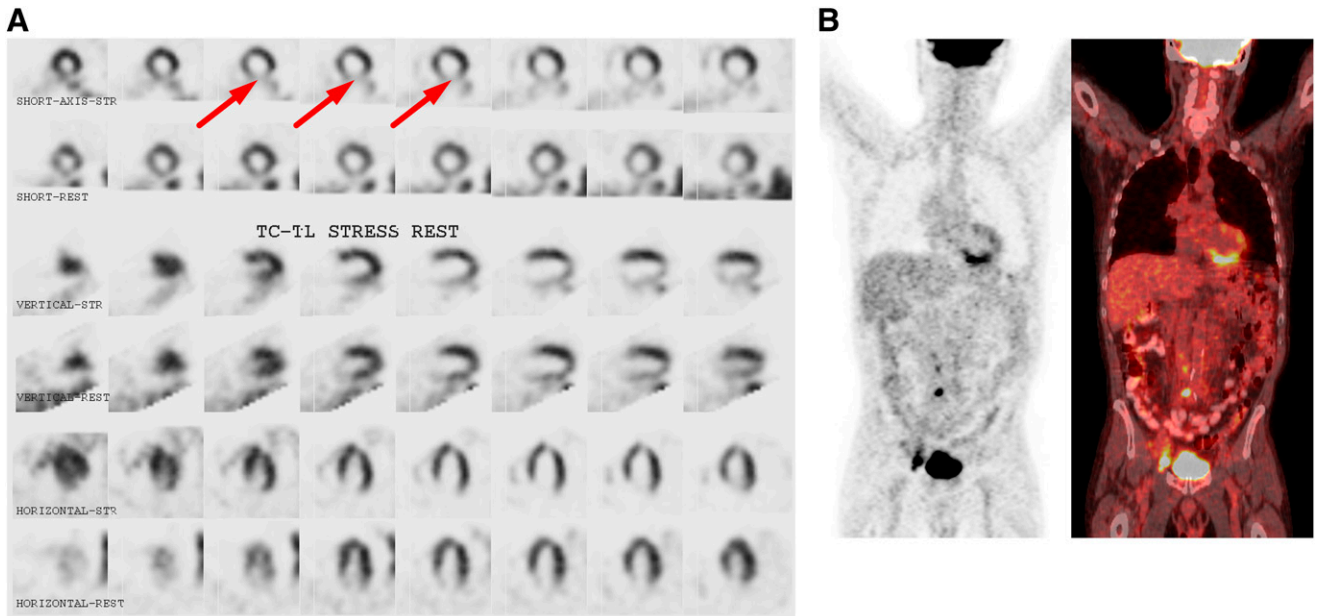 A
B
SHORT-AXIS-STR
SHORT-REST
TC-TL STRESS REST
VERTICAL-STR
VERTICAL-REST
HORIZONTAL-STR
HORIZONTAL-REST